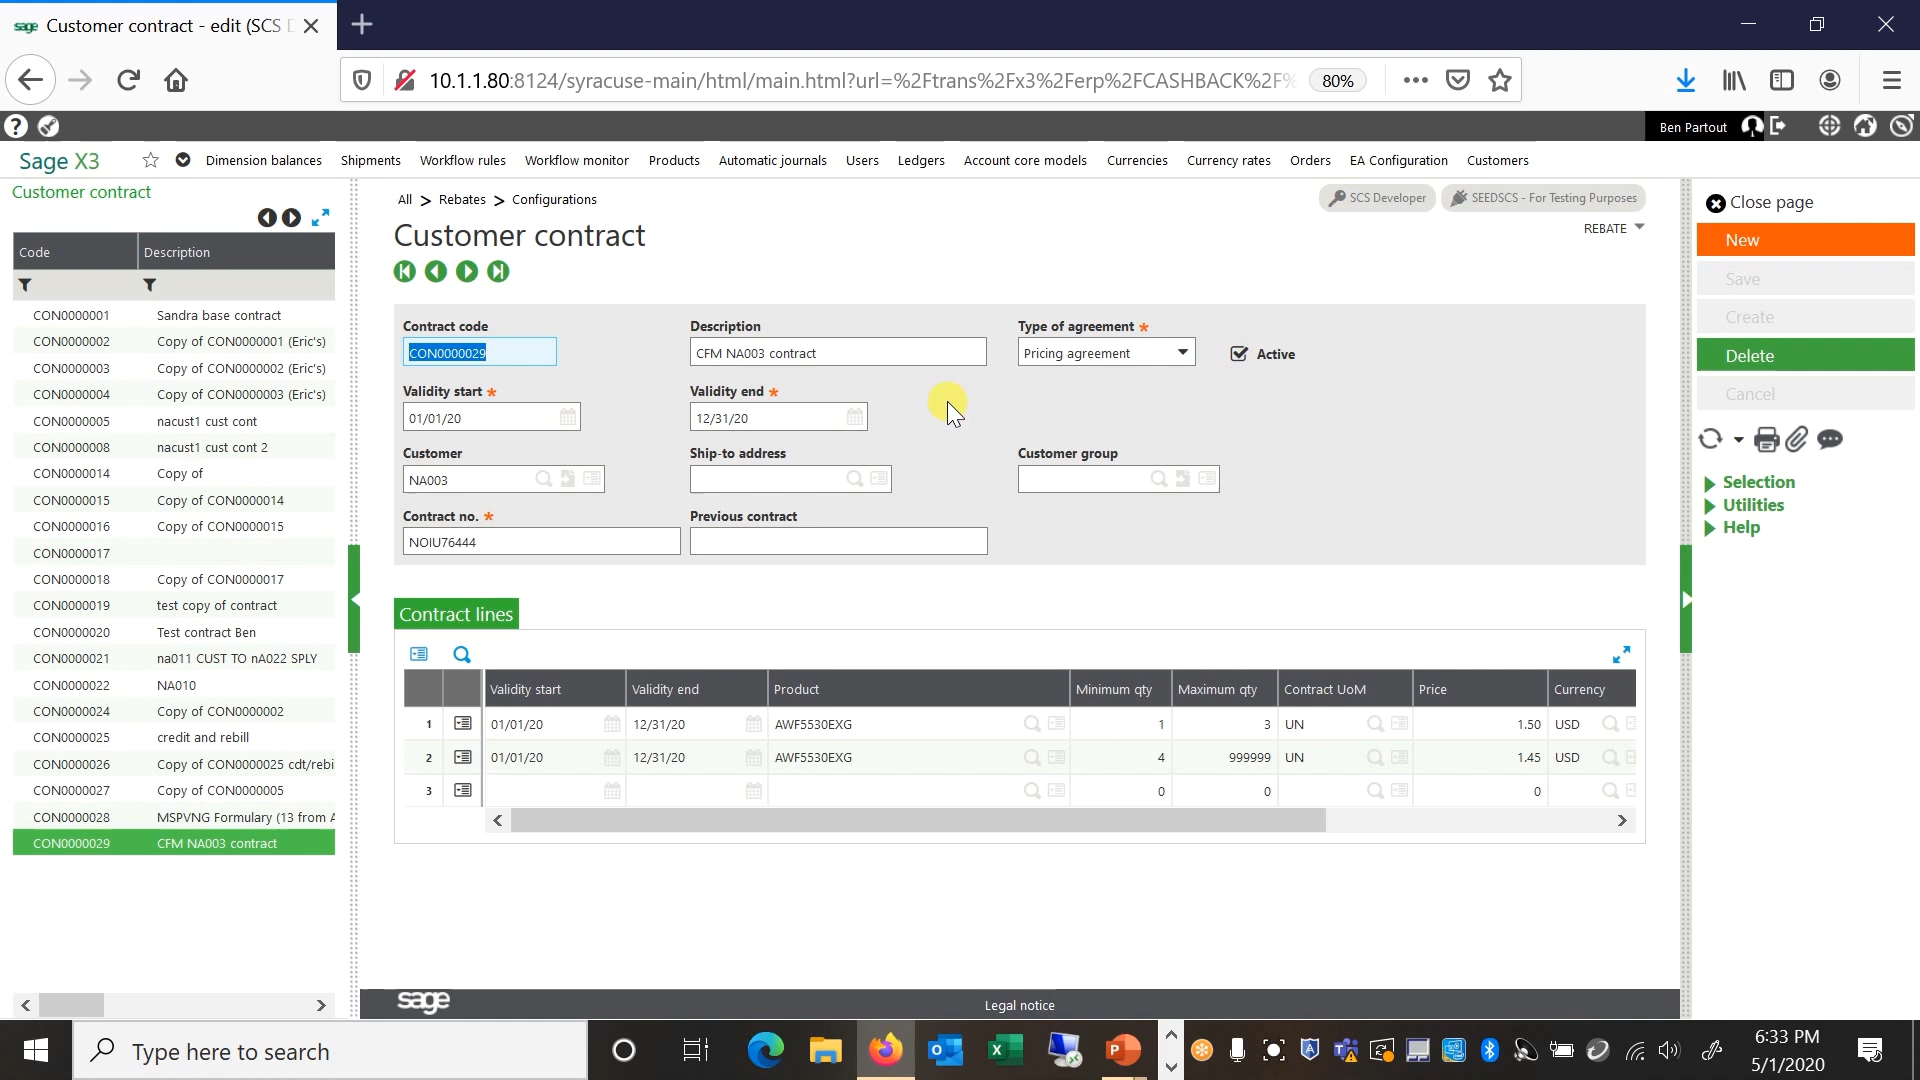 sage Customer contract - edit (SCS D
10.1.1.80:8124/syracuse-main/html/main.html?url=%2Ftrans%2Fx3%2Ferp%2FCASHBACK%2F%
80%
Ben Partout
Sage X3
Dimension balances Shipments Workflow rules Workflow monitor Products Automatic journals Users Ledgers Account core models Currencies Currency rates Orders EA Configuration Customers
Customer contract
Code Description
CON0000001 Sandra base contract
CON0000002 Copy of CON0000001 (Eric's)
CON0000003 Copy of CON0000002 (Eric's)
CON0000004 Copy of CON0000003 (Eric's)
CON0000005 nacust1 cust cont
CON0000008 nacust1 cust cont 2
CON0000014 Copy of
CON0000015 Copy of CON0000014
CON0000016 Copy of CON0000015
CON0000017
CON0000018 Copy of CON0000017
CON0000019 test copy of contract
CON0000020 Test contract Ben
CON0000021 na011 CUST TO nA022 SPLY
CON0000022 NA010
CON0000024 Copy of CON0000002
CON0000025 credit and rebill
CON0000026 Copy of CON0000025 cdt/rebi
CON0000027 Copy of CON0000005
CON0000028 MSPVNG Formulary (13 from A
CON0000029 CFM NA003 contract
All > Rebates > Configurations
SCS Developer SEEDSCS - For Testing Purposes
Customer contract
REBATE
Contract code Description Type of agreement *
CON0000029 CFM NA003 contract Pricing agreement Active
Validity start * Validity end *
01/01/20 12/31/20
Customer Ship-to address Customer group
NA003
Contract no. * Previous contract
NOIU76444
Contract lines
Validity start Validity end Product Minimum qty Maximum qty Contract UoM Price Currency
1 01/01/20 12/31/20 AWF5530EXG 1 3 UN 1.50 USD
2 01/01/20 12/31/20 AWF5530EXG 4 999999 UN 1.45 USD
3 0 0 0
sage Legal notice
Close page
New
Save
Create
Delete
Cancel
Selection
Utilities
Help
Type here to search
6:33 PM
5/1/2020